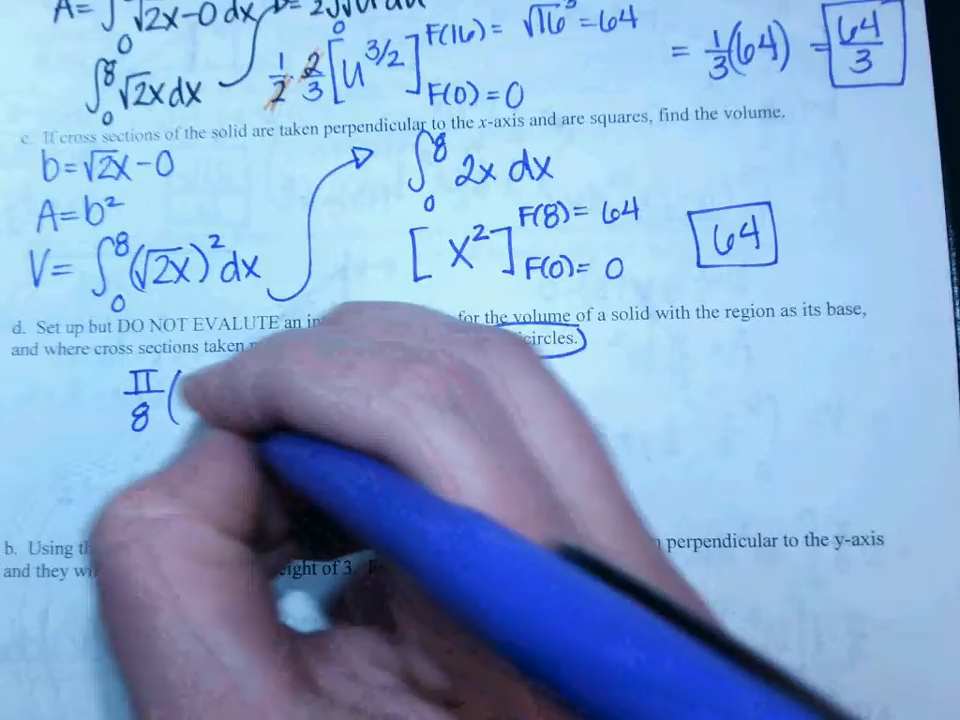 A = ∫ √2x-0 dx
0
∫₀⁸ √2x dx
1/2 · 2/3 [u^3/2] F(16) = √16³ = 64
F(0) = 0
= 1/3(64) = 64/3
c. If cross sections of the solid are taken perpendicular to the x-axis and are squares, find the volume.
b = √2x - 0
A = b²
V = ∫₀⁸ (√2x)² dx
∫₀⁸ 2x dx
[x²] F(8) = 64
F(0) = 0
64
d. Set up but DO NOT EVALUTE an for the volume of a solid with the region as its base,
and where cross sections taken circles.
π/8 (
b. Using perpendicular to the y-axis
and they of 3.